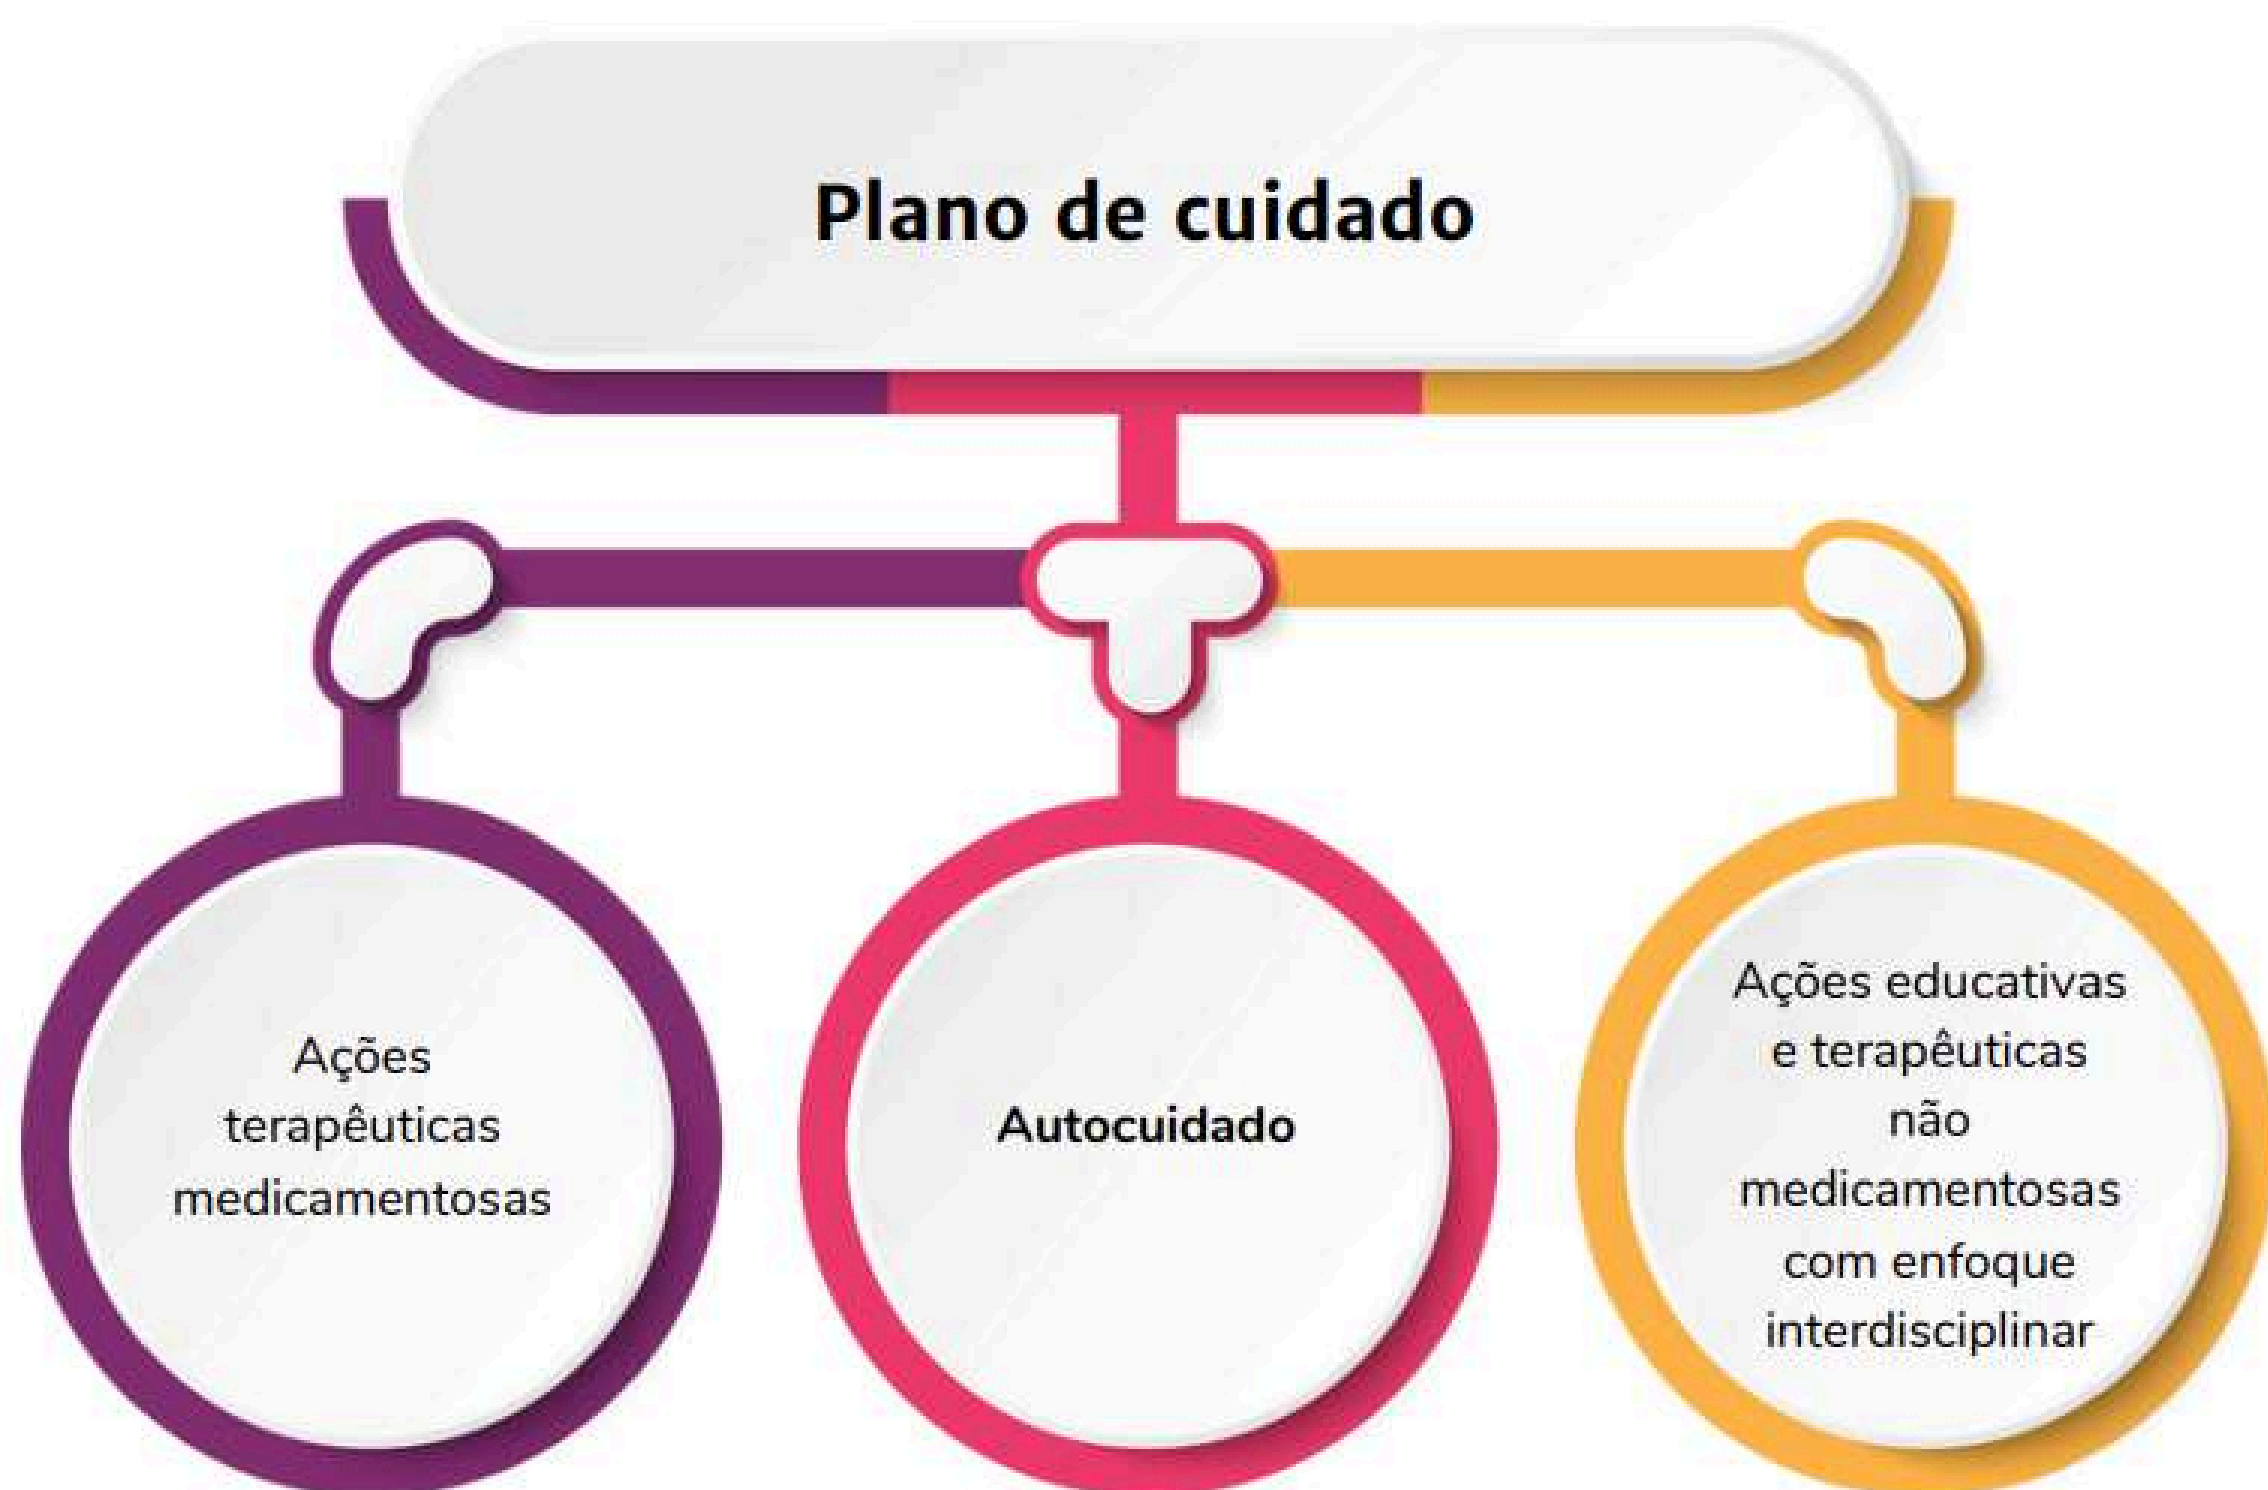 Plano de cuidado
Ações
terapêuticas
medicamentosas
Autocuidado
Ações educativas
e terapêuticas
não
medicamentosas
com enfoque
interdisciplinar